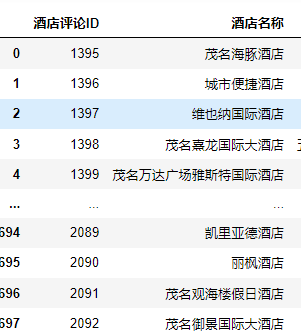 酒店评论ID 酒店名称
0 1395 茂名海豚酒店
1 1396 城市便捷酒店
2 1397 维也纳国际酒店
3 1398 茂名嘉龙国际大酒店
4 1399 茂名万达广场雅斯特国际酒店
... ... ...
694 2089 凯里亚德酒店
695 2090 丽枫酒店
696 2091 茂名观海楼假日酒店
697 2092 茂名御景国际大酒店